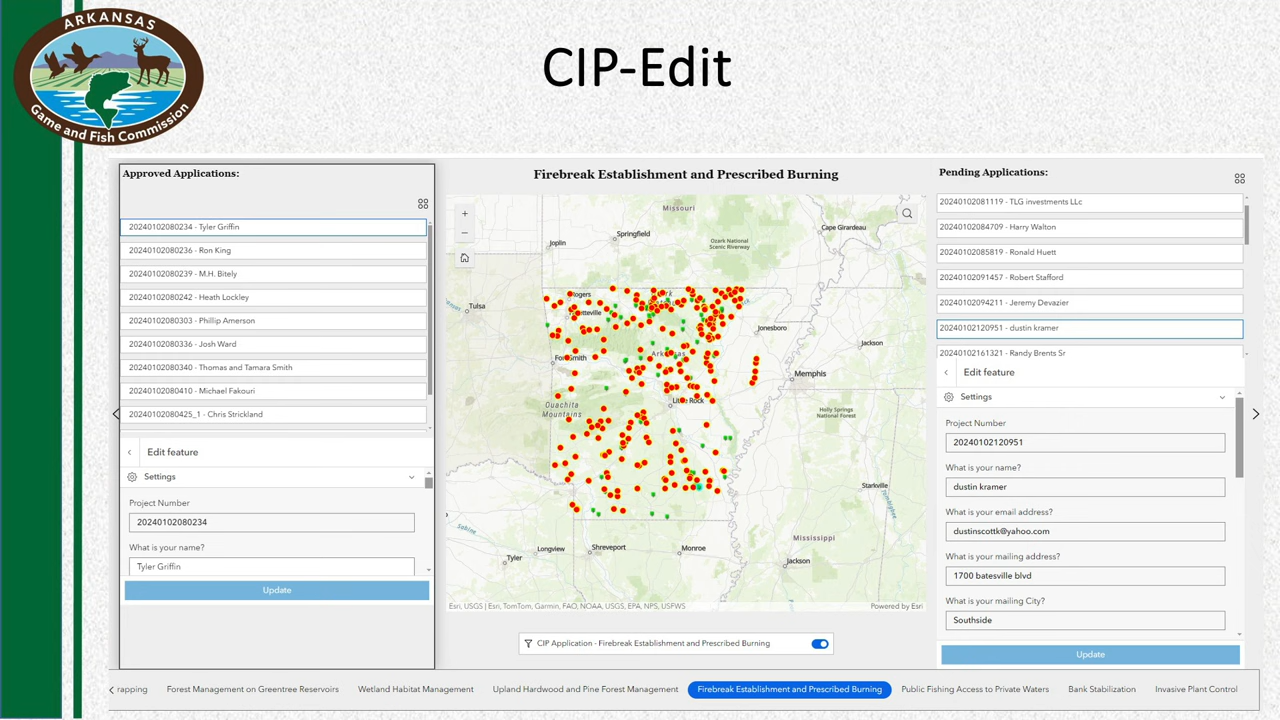 ARKANSAS
Game and Fish Commission
CIP-Edit
Approved Applications:
20240102080234 - Tyler Griffin
20240102080236 - Ron King
20240102080239 - M.H. Bitely
20240102080242 - Heath Lockley
20240102080303 - Phillip Amerson
20240102080336 - Josh Ward
20240102080340 - Thomas and Tamara Smith
20240102080410 - Michael Fakouri
20240102080425_1 - Chris Strickland
Edit feature
Settings
Project Number
20240102080234
What is your name?
Tyler Griffin
Update
Firebreak Establishment and Prescribed Burning
Missouri
Cape Girardeau
Springfield
Joplin
Ozark National
Scenic Riverway
Rogers
Tulsa
Jonesboro
Jackson
Memphis
Ouachita
Mountains
Little Rock
Holly Springs
National Forest
Starkville
Sabine
Mississippi
Longview
Shreveport
Monroe
Tyler
Jackson
Esri, USGS | Esri, TomTom, Garmin, FAO, NOAA, USGS, EPA, NPS, USFWS
Powered by Esri
CIP Application - Firebreak Establishment and Prescribed Burning
Pending Applications:
20240102081119 - TLG investments LLc
20240102084709 - Harry Walton
20240102085819 - Ronald Huett
20240102091457 - Robert Stafford
20240102094211 - Jeremy Devazier
20240102120951 - dustin kramer
20240102161321 - Randy Brents Sr
Edit feature
Settings
Project Number
20240102120951
What is your name?
dustin kramer
What is your email address?
dustinscottk@yahoo.com
What is your mailing address?
1700 batesville blvd
What is your mailing City?
Southside
Update
rapping Forest Management on Greentree Reservoirs Wetland Habitat Management Upland Hardwood and Pine Forest Management Firebreak Establishment and Prescribed Burning Public Fishing Access to Private Waters Bank Stabilization Invasive Plant Control